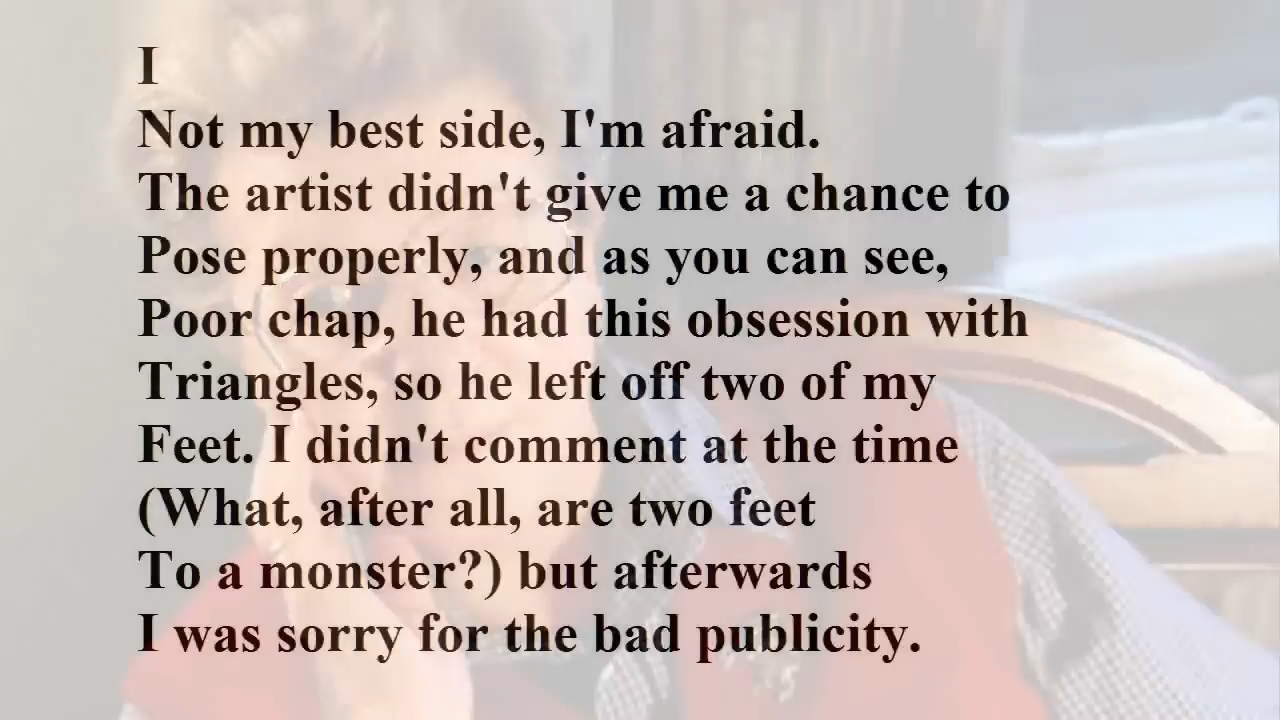 I
Not my best side, I'm afraid.
The artist didn't give me a chance to
Pose properly, and as you can see,
Poor chap, he had this obsession with
Triangles, so he left off two of my
Feet. I didn't comment at the time
(What, after all, are two feet
To a monster?) but afterwards
I was sorry for the bad publicity.